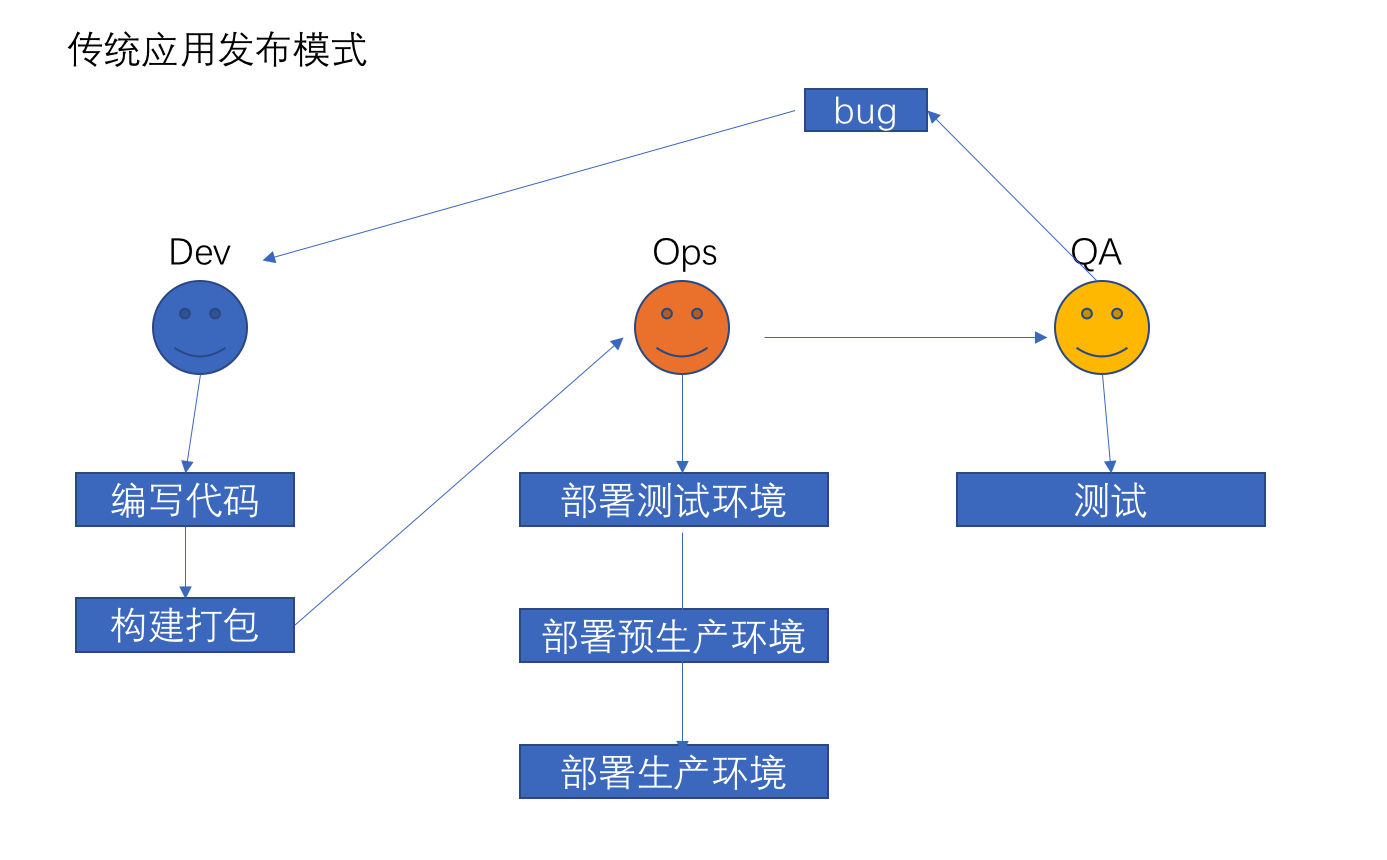 传统应用发布模式
bug
Dev
Ops
QA
编写代码
部署测试环境
测试
构建打包
部署预生产环境
部署生产环境